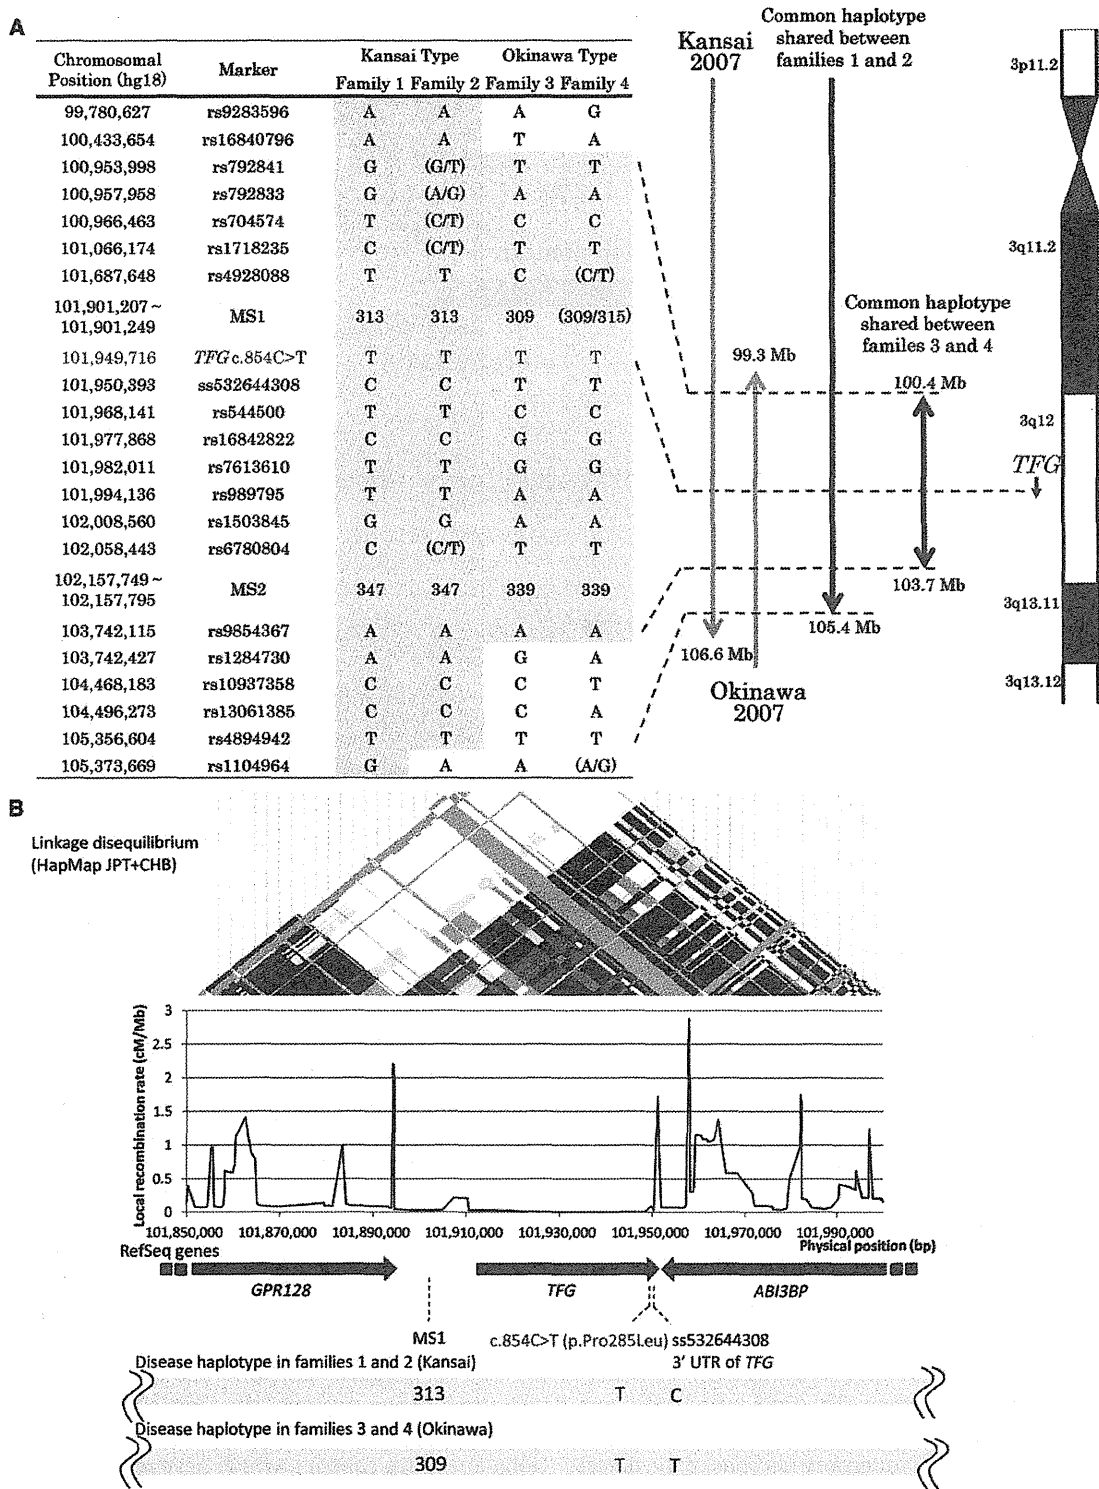 A
Chromosomal Position (hg18) Marker Kansai Type Okinawa Type
Family 1 Family 2 Family 3 Family 4
99,780,627 rs9283596 A A A G
100,433,654 rs16840796 A A T A
100,953,998 rs792841 G (G/T) T T
100,957,958 rs792833 G (A/G) A A
100,966,463 rs704574 T (C/T) C C
101,066,174 rs1718235 C (C/T) T T
101,687,648 rs4928088 T T C (C/T)
101,901,207 ~ 101,901,249 MS1 313 313 309 (309/315)
101,949,716 TFG c.854C>T T T T T
101,950,393 ss532644308 C C T T
101,968,141 rs544500 T T C C
101,977,868 rs16842822 C C G G
101,982,011 rs7613610 T T G G
101,994,136 rs989795 T T A A
102,008,560 rs1503845 G G A A
102,058,443 rs6780804 C (C/T) T T
102,157,749 ~ 102,157,795 MS2 347 347 339 339
103,742,115 rs9854367 A A A A
103,742,427 rs1284730 A A G A
104,468,183 rs10937358 C C C T
104,496,273 rs13061385 C C C A
105,356,604 rs4894942 T T T T
105,373,669 rs1104964 G A A (A/G)
Kansai
2007
Common haplotype
shared between
families 1 and 2
Common haplotype
shared between
familes 3 and 4
99.3 Mb
100.4 Mb
103.7 Mb
105.4 Mb
106.6 Mb
Okinawa
2007
3p11.2
3q11.2
3q12
TFG
3q13.11
3q13.12
B
Linkage disequilibrium
(HapMap JPT+CHB)
Local recombination rate (cM/Mb)
3
2.5
2
1.5
1
0.5
0
101,850,000 101,870,000 101,890,000 101,910,000 101,930,000 101,950,000 101,970,000 101,990,000
Physical position (bp)
RefSeq genes
GPR128 TFG ABI3BP
MS1 c.854C>T (p.Pro285Leu) ss532644308
3' UTR of TFG
Disease haplotype in families 1 and 2 (Kansai)
313 T C
Disease haplotype in families 3 and 4 (Okinawa)
309 T T